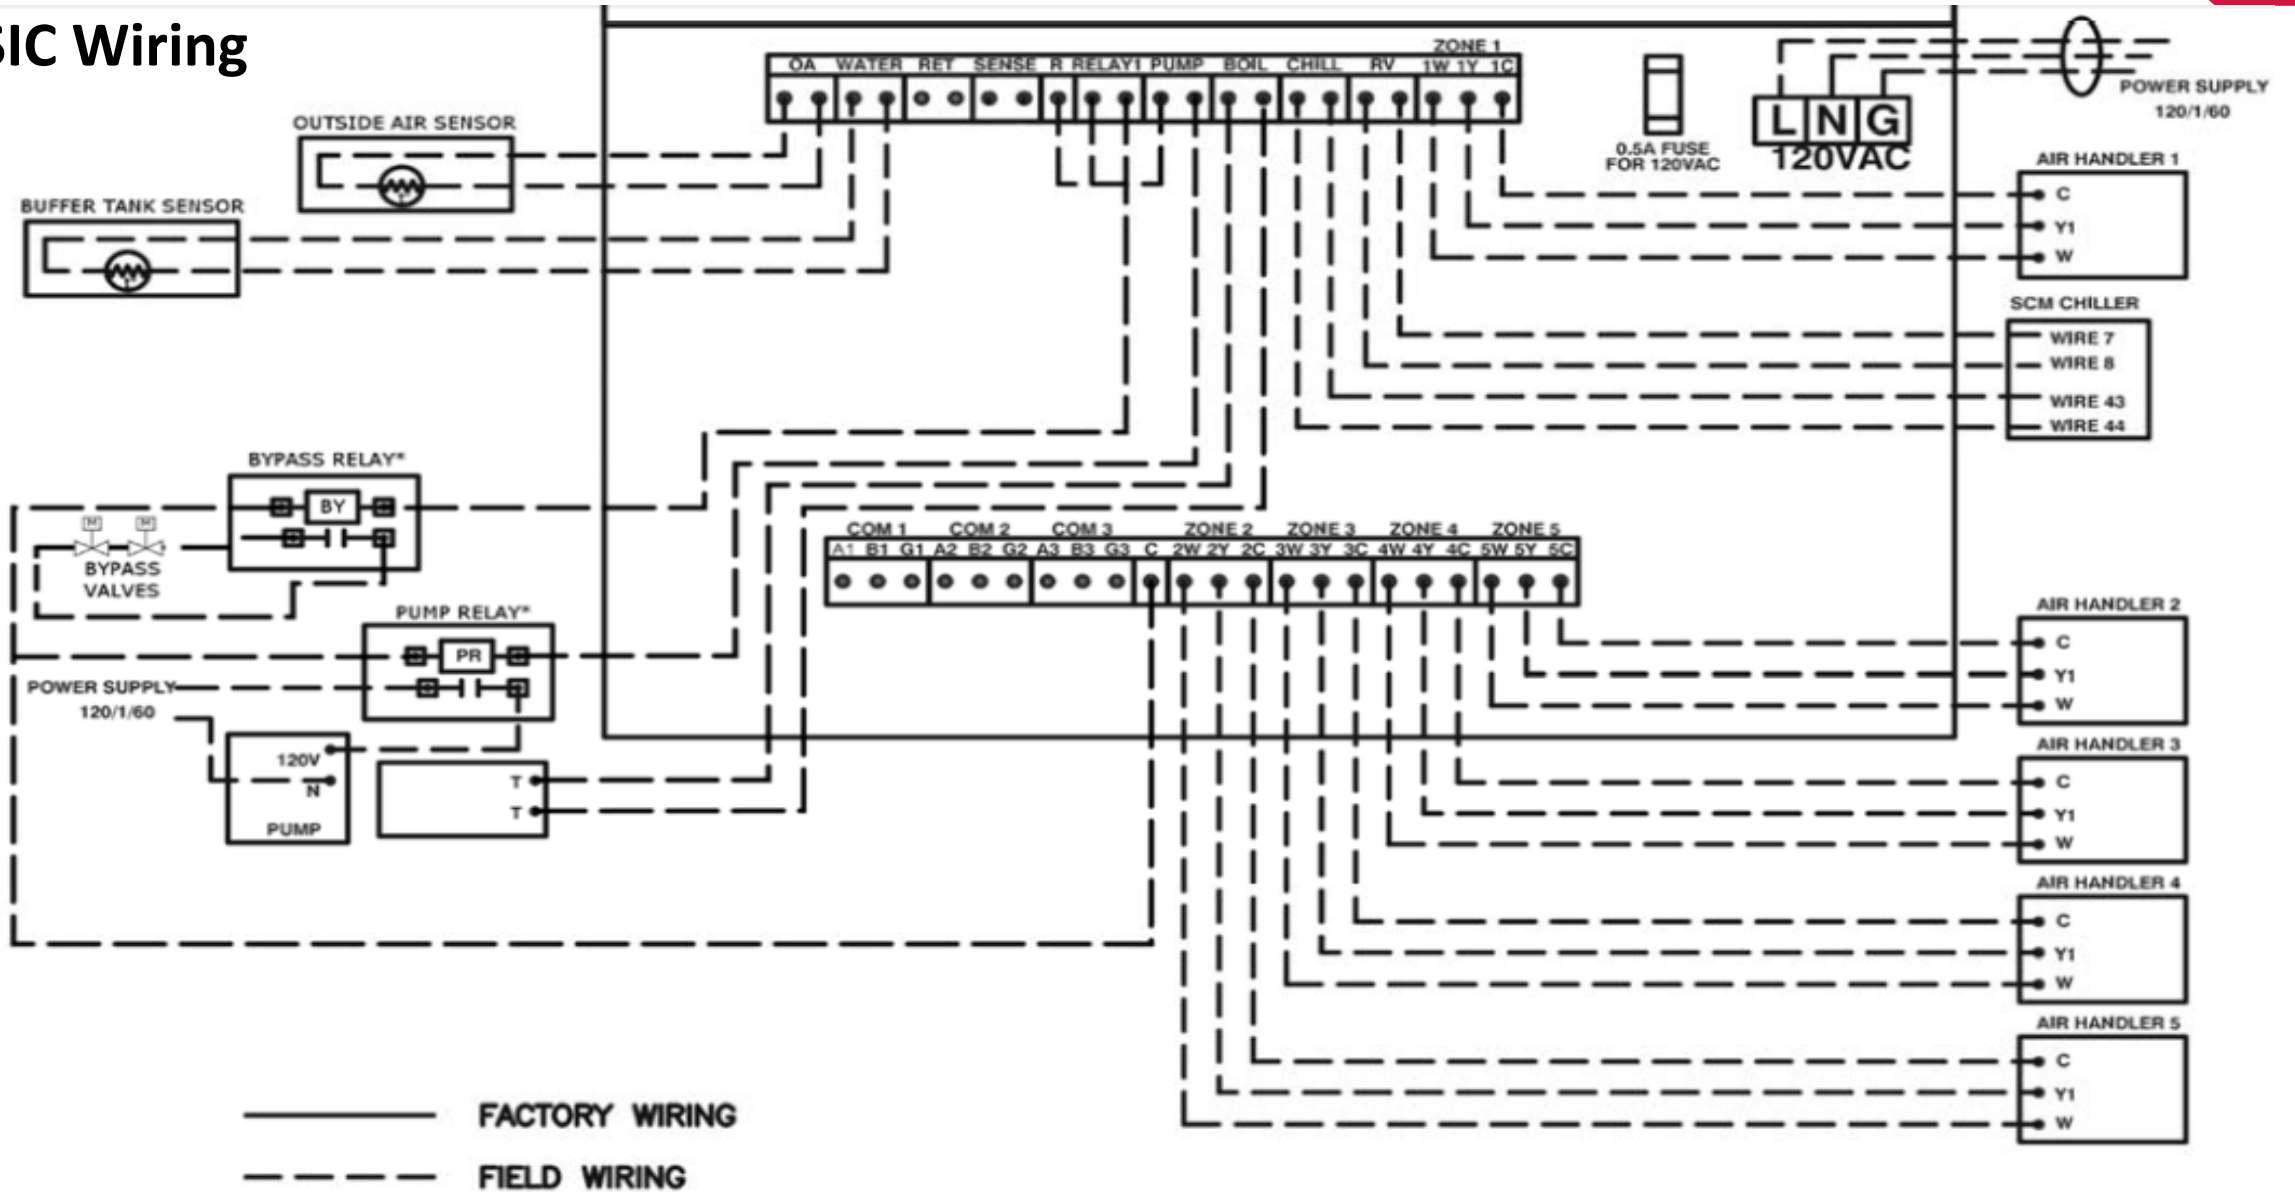 SIC Wiring
ZONE 1
OA WATER RET SENSE R RELAY1 PUMP BOIL CHILL RV 1W 1Y 1C
L N G
120VAC
0.5A FUSE
FOR 120VAC
POWER SUPPLY
120/1/60
OUTSIDE AIR SENSOR
BUFFER TANK SENSOR
AIR HANDLER 1
C
Y1
W
SCM CHILLER
WIRE 7
WIRE 8
WIRE 43
WIRE 44
BYPASS RELAY*
BY
M M
BYPASS
VALVES
PUMP RELAY*
PR
POWER SUPPLY
120/1/60
120V
N
PUMP
T
T
COM 1 COM 2 COM 3 ZONE 2 ZONE 3 ZONE 4 ZONE 5
A1 B1 G1 A2 B2 G2 A3 B3 G3 C 2W 2Y 2C 3W 3Y 3C 4W 4Y 4C 5W 5Y 5C
AIR HANDLER 2
C
Y1
W
AIR HANDLER 3
C
Y1
W
AIR HANDLER 4
C
Y1
W
AIR HANDLER 5
C
Y1
W
FACTORY WIRING
FIELD WIRING